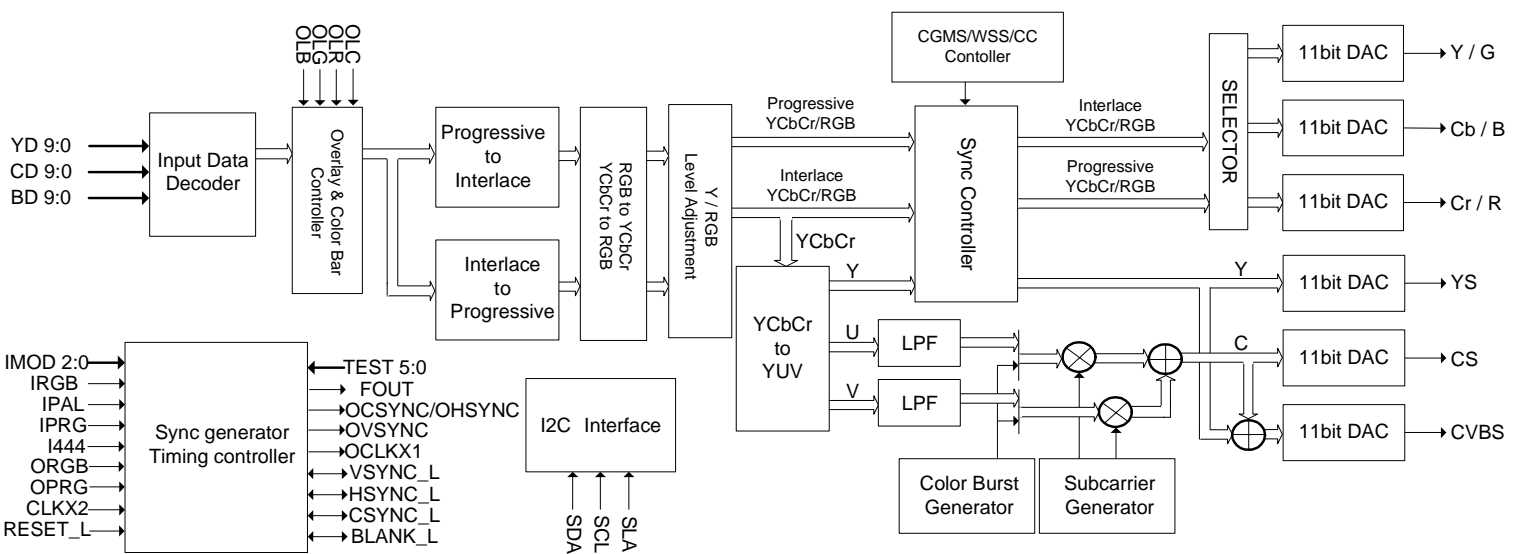 OLB
OLG
OLR
OLC
YD 9:0
CD 9:0
BD 9:0
Input Data
Decoder
Overlay & Color Bar
Controller
Progressive
to
Interlace
Interlace
to
Progressive
RGB to YCbCr
YCbCr to RGB
Y / RGB
Level Adjustment
Progressive
YCbCr/RGB
Interlace
YCbCr/RGB
YCbCr
CGMS/WSS/CC
Contoller
Sync Controller
Interlace
YCbCr/RGB
Progressive
YCbCr/RGB
SELECTOR
11bit DAC
Y / G
11bit DAC
Cb / B
11bit DAC
Cr / R
YCbCr
to
YUV
Y
U
V
LPF
LPF
Y
11bit DAC
YS
C
11bit DAC
CS
11bit DAC
CVBS
Color Burst
Generator
Subcarrier
Generator
IMOD 2:0
IRGB
IPAL
IPRG
I444
ORGB
OPRG
CLKX2
RESET_L
Sync generator
Timing controller
TEST 5:0
FOUT
OCSYNC/OHSYNC
OVSYNC
OCLKX1
VSYNC_L
HSYNC_L
CSYNC_L
BLANK_L
I2C Interface
SDA
SCL
SLA